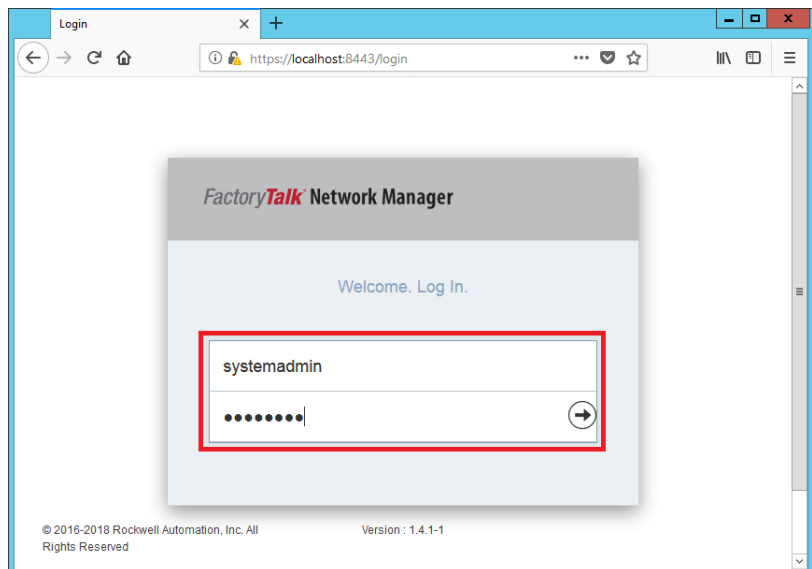 Login
https://localhost:8443/login
FactoryTalk® Network Manager
Welcome. Log In.
systemadmin
●●●●●●●●
© 2016-2018 Rockwell Automation, Inc. All
Rights Reserved
Version : 1.4.1-1